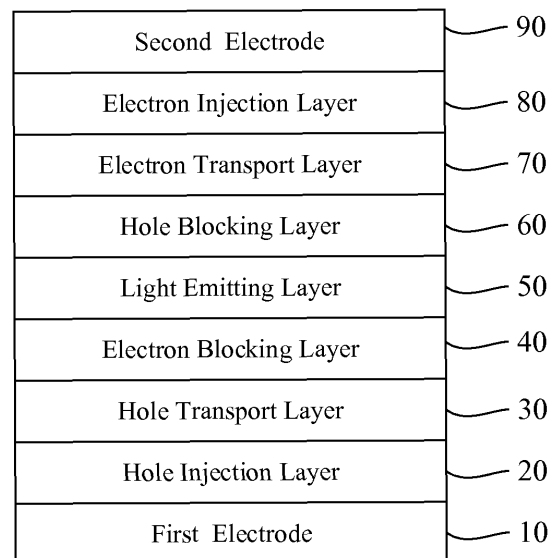 Second Electrode 90
Electron Injection Layer 80
Electron Transport Layer 70
Hole Blocking Layer 60
Light Emitting Layer 50
Electron Blocking Layer 40
Hole Transport Layer 30
Hole Injection Layer 20
First Electrode 10